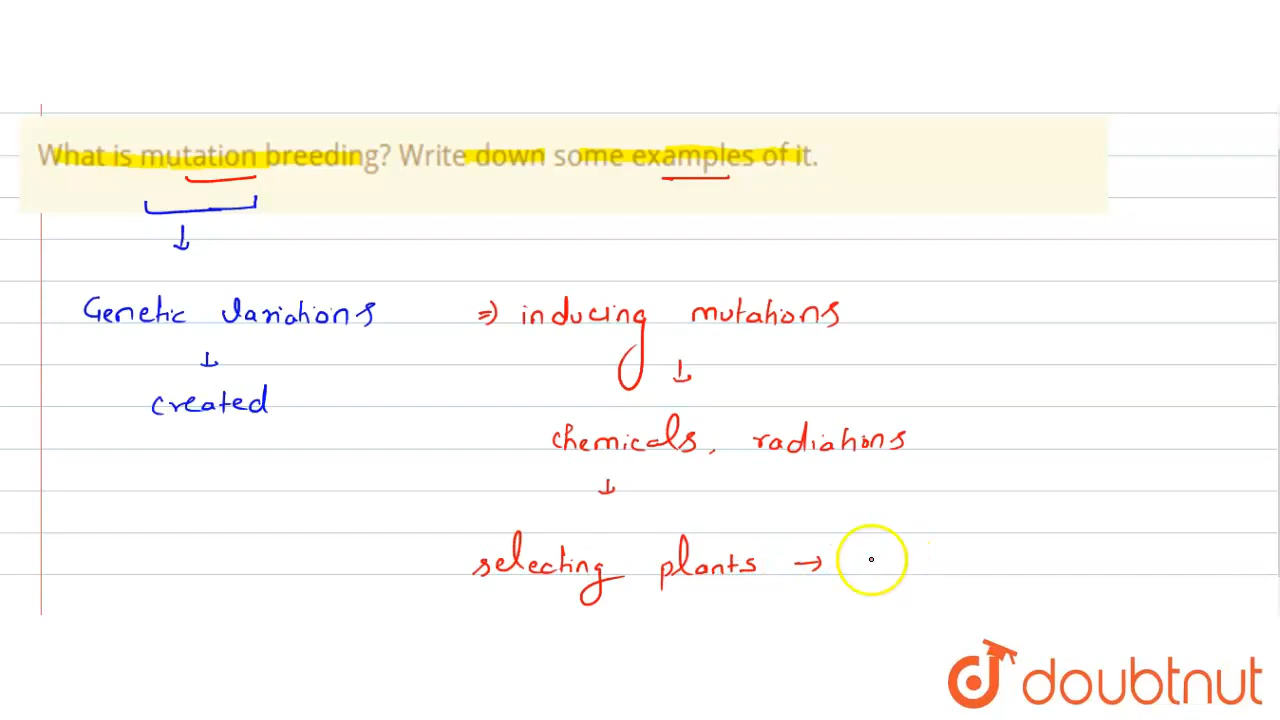 What is mutation breeding? Write down some examples of it.
↓
Genetic variations ⇒ inducing mutations
↓ ↓
created
chemicals, radiations
↓
selecting plants →
doubtnut